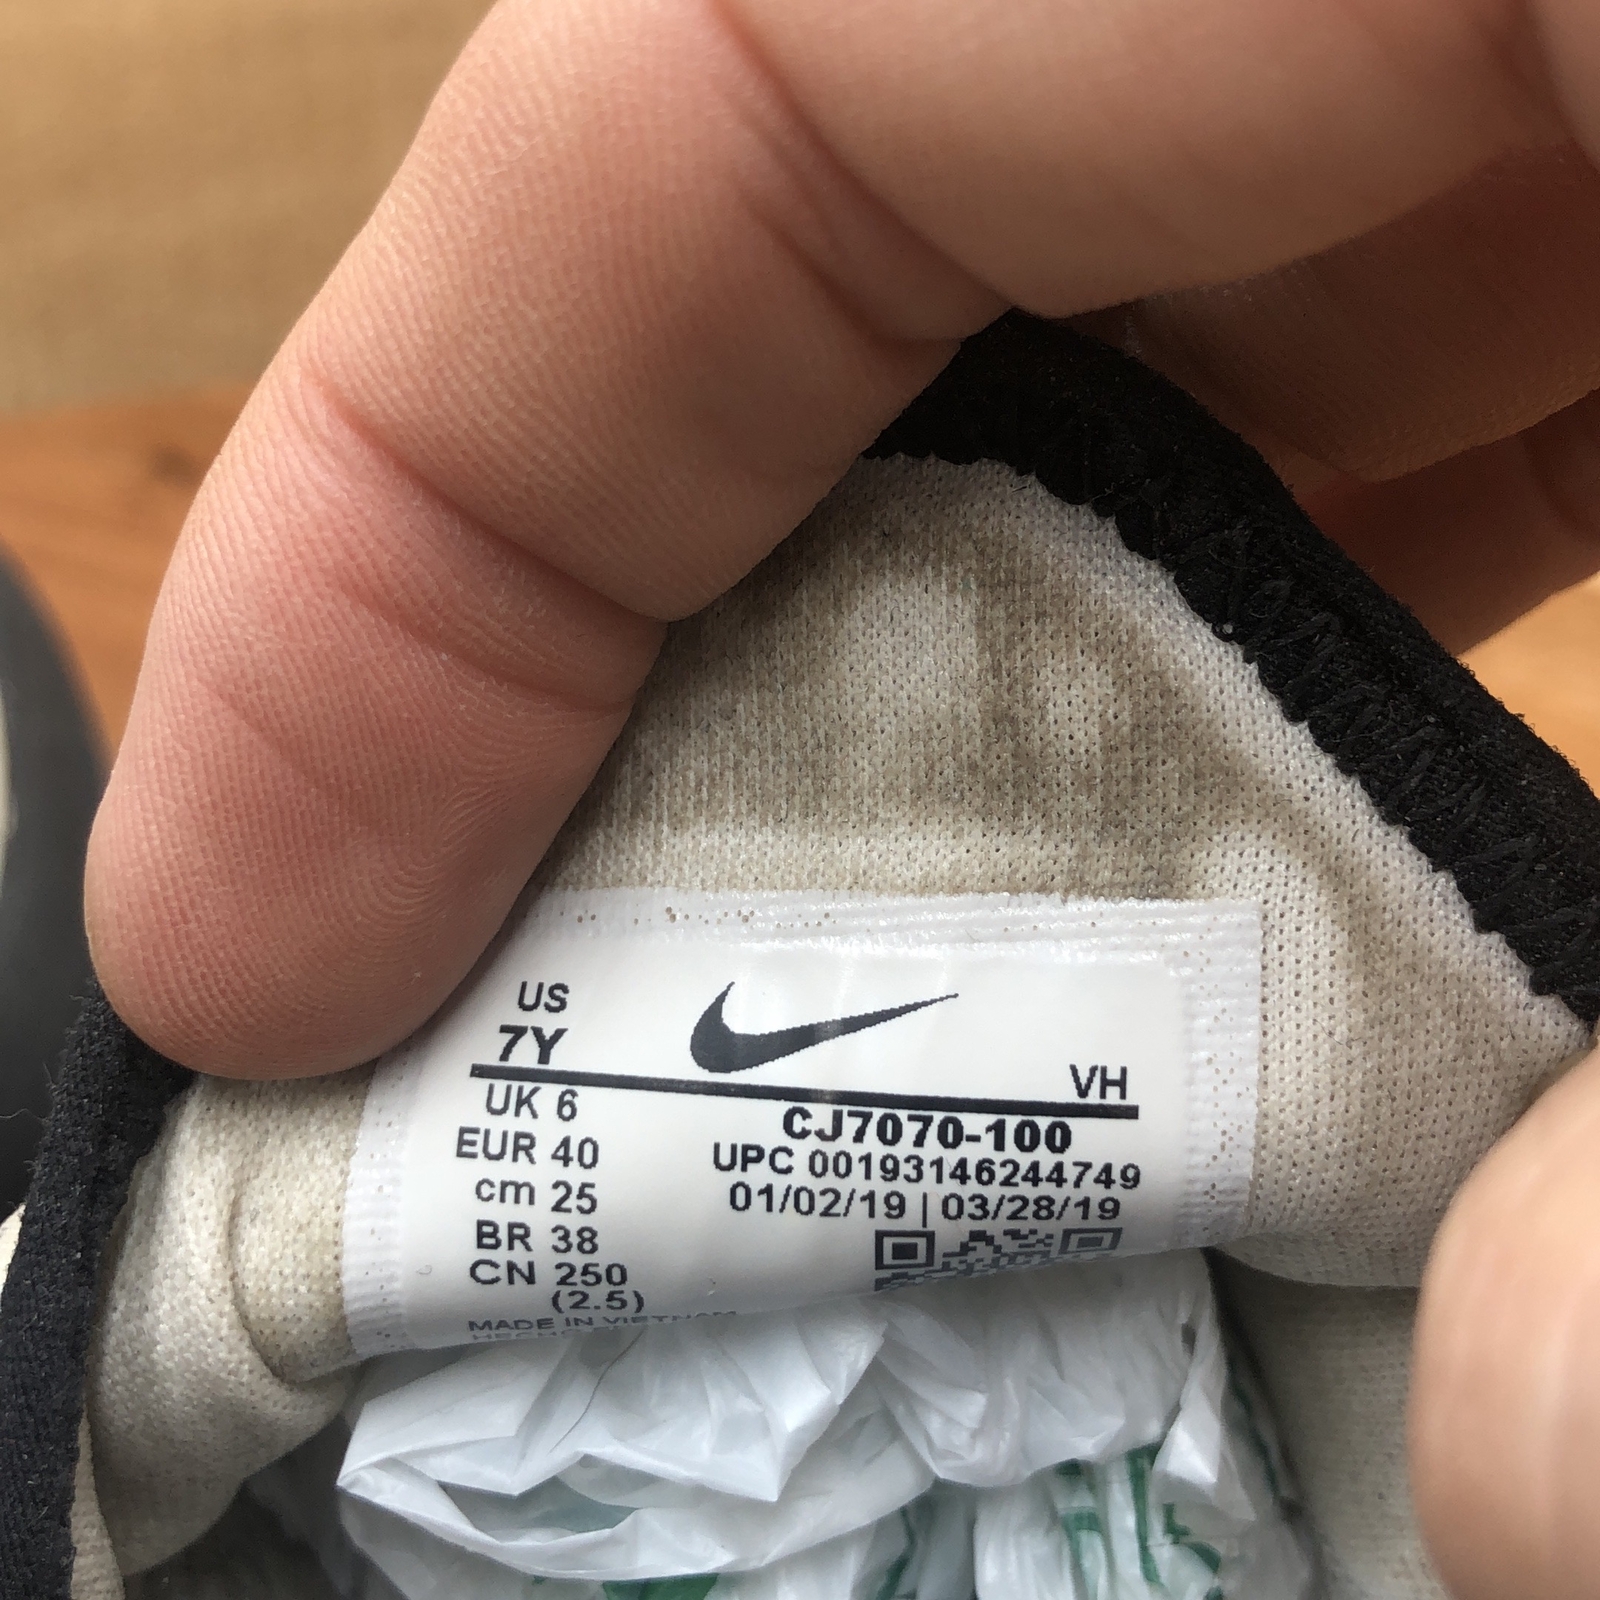 US
7Y
VH
UK 6
EUR 40
cm 25
BR 38
CN 250
(2.5)
CJ7070-100
UPC 00193146244749
01/02/19 | 03/28/19
MADE IN VIETNAM
HECHO